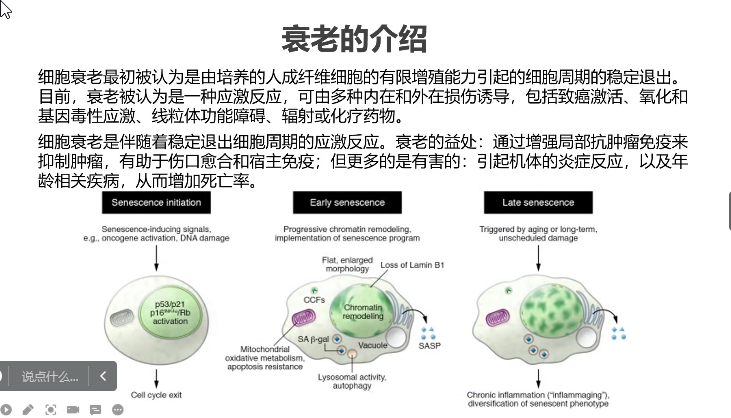 衰老的介绍
细胞衰老最初被认为是由培养的人成纤维细胞的有限增殖能力引起的细胞周期的稳定退出。
目前，衰老被认为是一种应激反应，可由多种内在和外在损伤诱导，包括致癌激活、氧化和
基因毒性应激、线粒体功能障碍、辐射或化疗药物。
细胞衰老是伴随着稳定退出细胞周期的应激反应。衰老的益处：通过增强局部抗肿瘤免疫来
抑制肿瘤，有助于伤口愈合和宿主免疫；但更多的是有害的：引起机体的炎症反应，以及年
龄相关疾病，从而增加死亡率。
Senescence initiation
Senescence-inducing signals,
e.g., oncogene activation, DNA damage
p53/p21
p16INK4a/Rb
activation
Cell cycle exit
Early senescence
Progressive chromatin remodeling,
implementation of senescence program
Flat, enlarged
morphology
Loss of Lamin B1
CCFs
Chromatin
remodeling
SA β-gal
Vacuole
SASP
Mitochondrial
oxidative metabolism,
apoptosis resistance
Lysosomal activity,
autophagy
Late senescence
Triggered by aging or long-term,
unscheduled damage
Chronic inflammation (“inflammaging”),
diversification of senescent phenotype
说点什么...